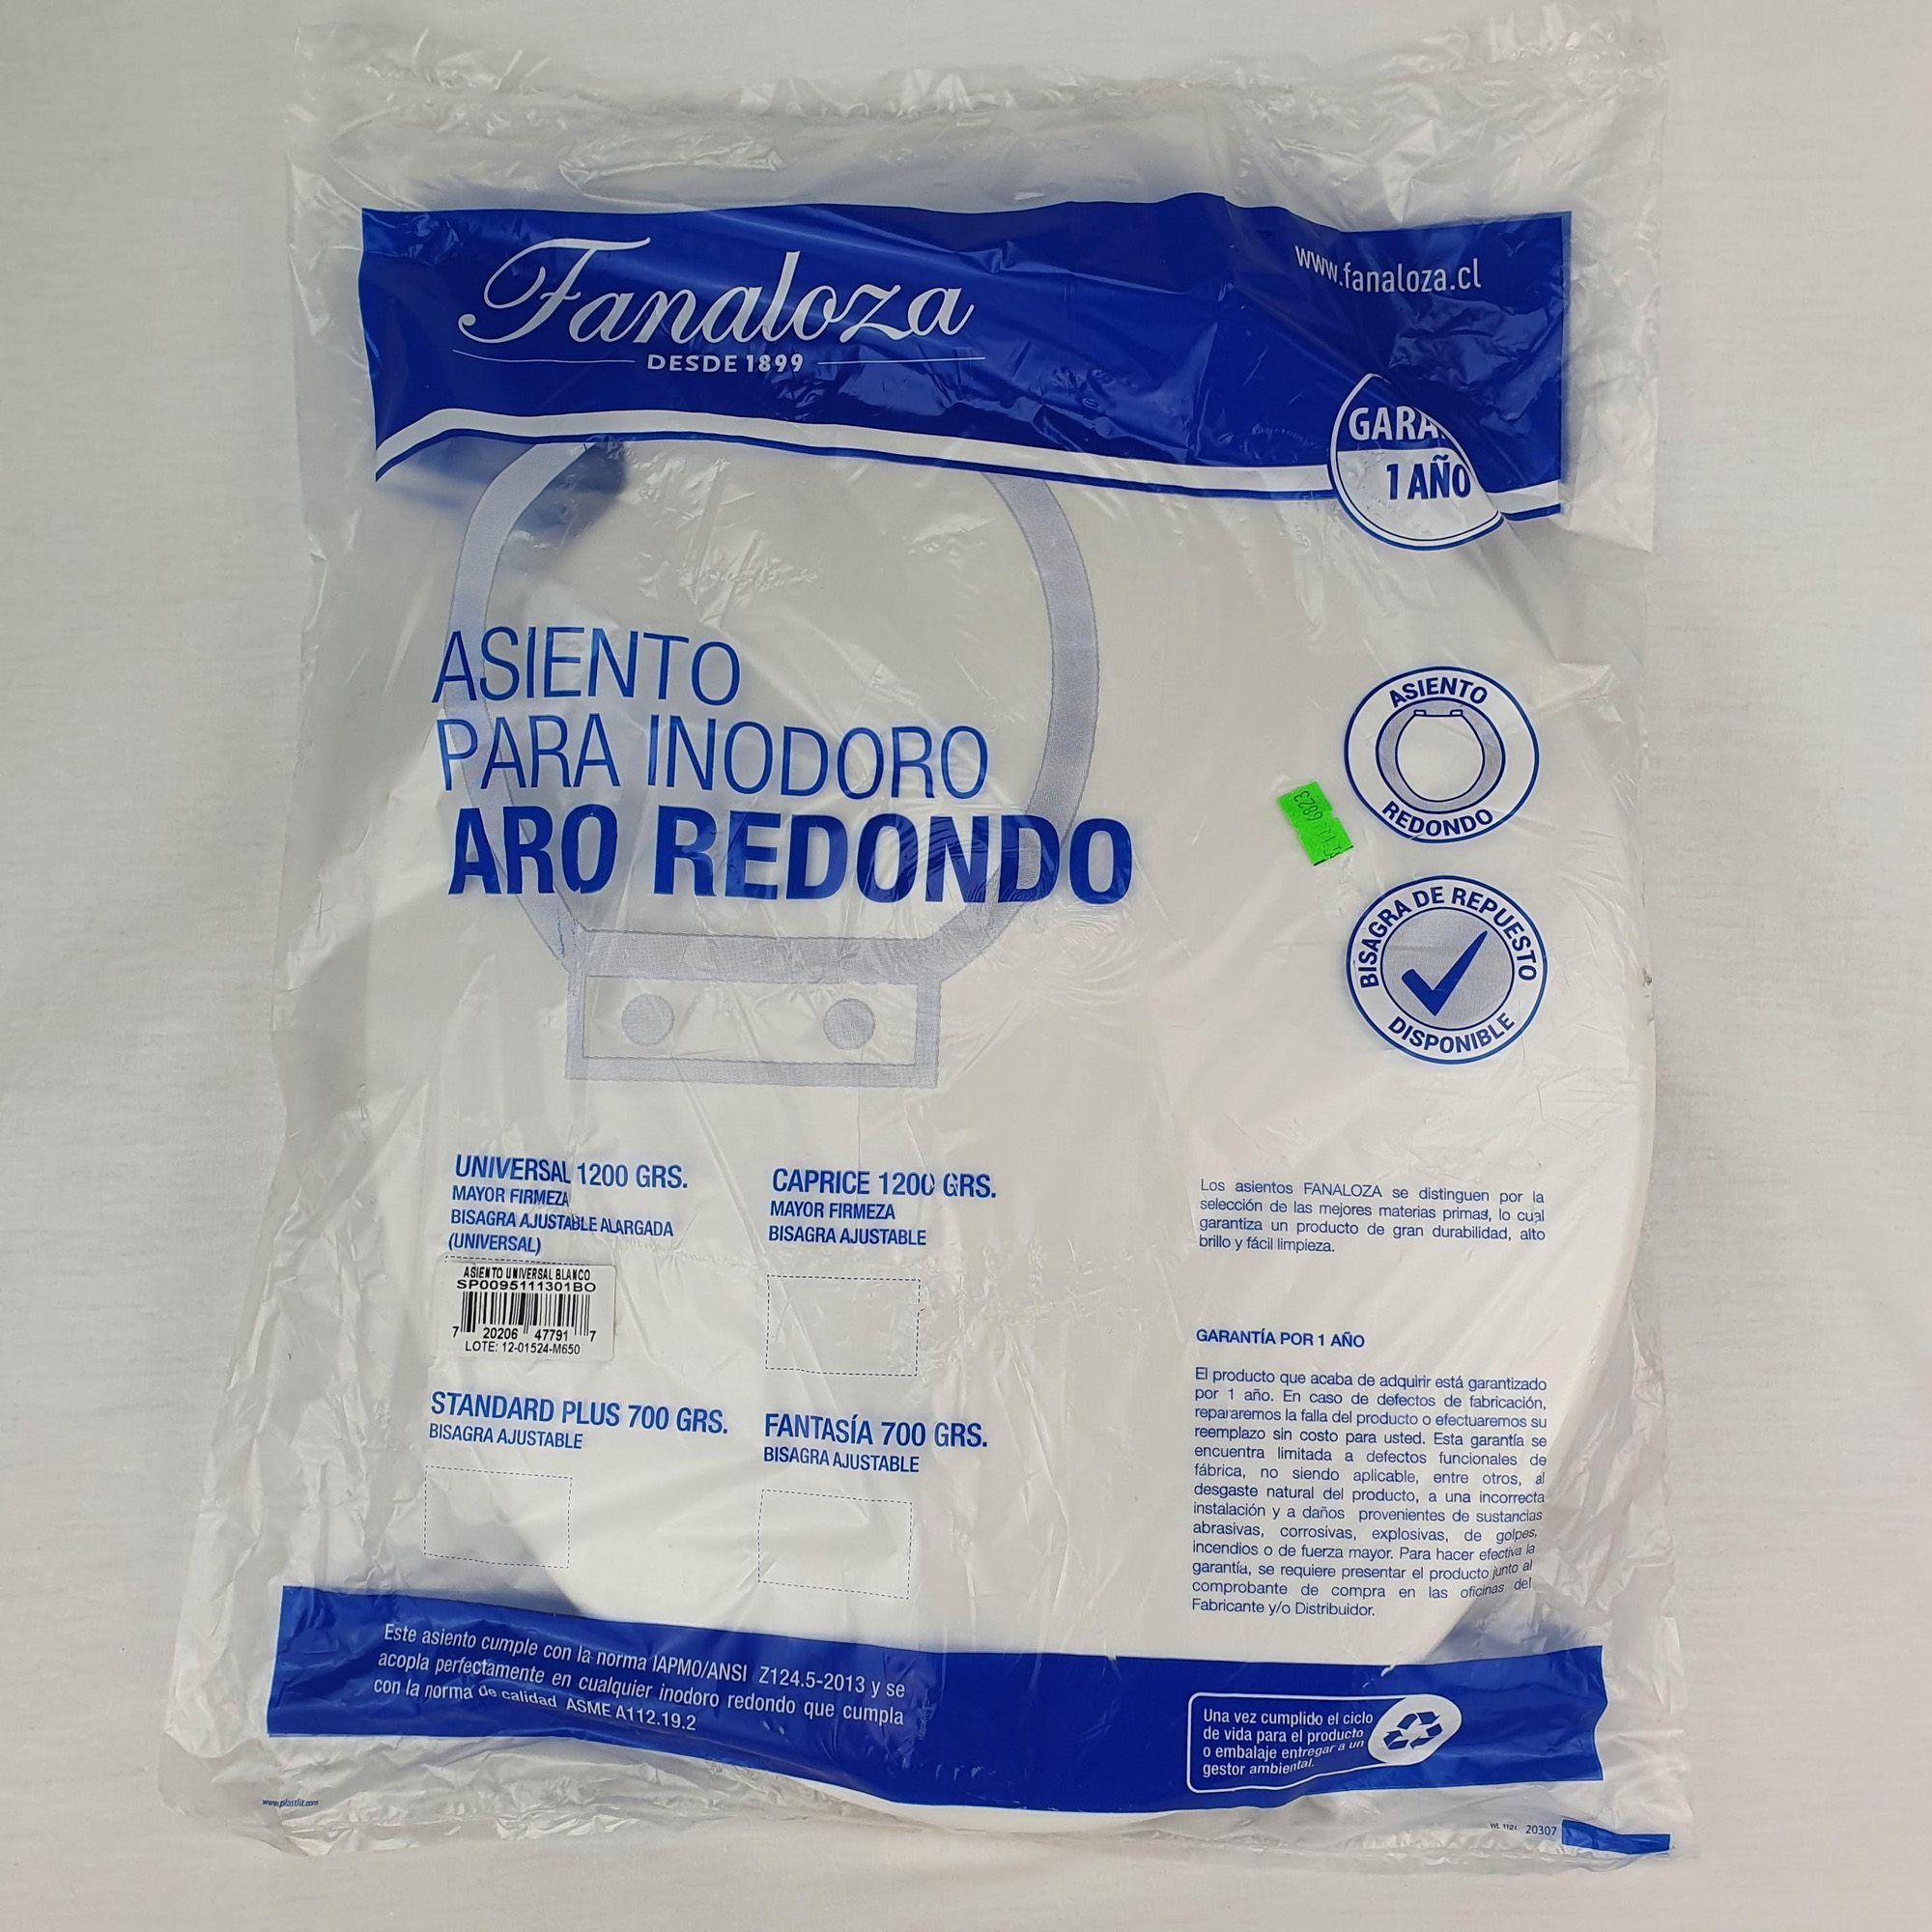 Fanaloza
DESDE 1899
www.fanaloza.cl
GARA
1 AÑO
ASIENTO
PARA INODORO
ARO REDONDO
ASIENTO
REDONDO
6823
BISAGRA DE REPUESTO
DISPONIBLE
UNIVERSAL 1200 GRS.
MAYOR FIRMEZA
BISAGRA AJUSTABLE ALARGADA
(UNIVERSAL)
ASIENTO UNIVERSAL BLANCO
SP0095111301BO
7 20206 47791 7
LOTE: 12-01524-M650
CAPRICE 1200 GRS.
MAYOR FIRMEZA
BISAGRA AJUSTABLE
STANDARD PLUS 700 GRS.
BISAGRA AJUSTABLE
FANTASÍA 700 GRS.
BISAGRA AJUSTABLE
Los asientos FANALOZA se distinguen por la
selección de las mejores materias primas, lo cual
garantiza un producto de gran durabilidad, alto
brillo y fácil limpieza.
GARANTÍA POR 1 AÑO
El producto que acaba de adquirir está garantizado
por 1 año. En caso de defectos de fabricación,
repararemos la falla del producto o efectuaremos su
reemplazo sin costo para usted. Esta garantía se
encuentra limitada a defectos funcionales de
fábrica, no siendo aplicable, entre otros, al
desgaste natural del producto, a una incorrecta
instalación y a daños provenientes de sustancias
abrasivas, corrosivas, explosivas, de golpes,
incendios o de fuerza mayor. Para hacer efectiva la
garantía, se requiere presentar el producto junto al
comprobante de compra en las oficinas del
Fabricante y/o Distribuidor.
Este asiento cumple con la norma IAPMO/ANSI Z124.5-2013 y se
acopla perfectamente en cualquier inodoro redondo que cumpla
con la norma de calidad ASME A112.19.2
Una vez cumplido el ciclo
de vida para el producto
o embalaje entregar a un
gestor ambiental.
www.plastlit.com
20307